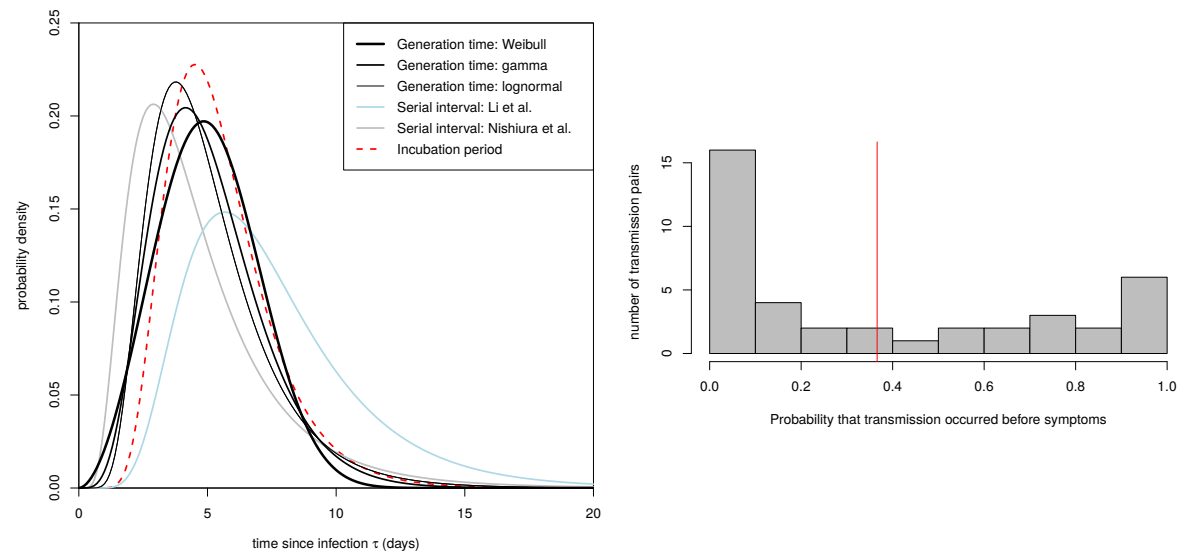 0.25
0.20
0.15
0.10
0.05
0.00
probability density
Generation time: Weibull
Generation time: gamma
Generation time: lognormal
Serial interval: Li et al.
Serial interval: Nishiura et al.
Incubation period
0 5 10 15 20
time since infection τ (days)
15
10
5
0
number of transmission pairs
0.0 0.2 0.4 0.6 0.8 1.0
Probability that transmission occurred before symptoms